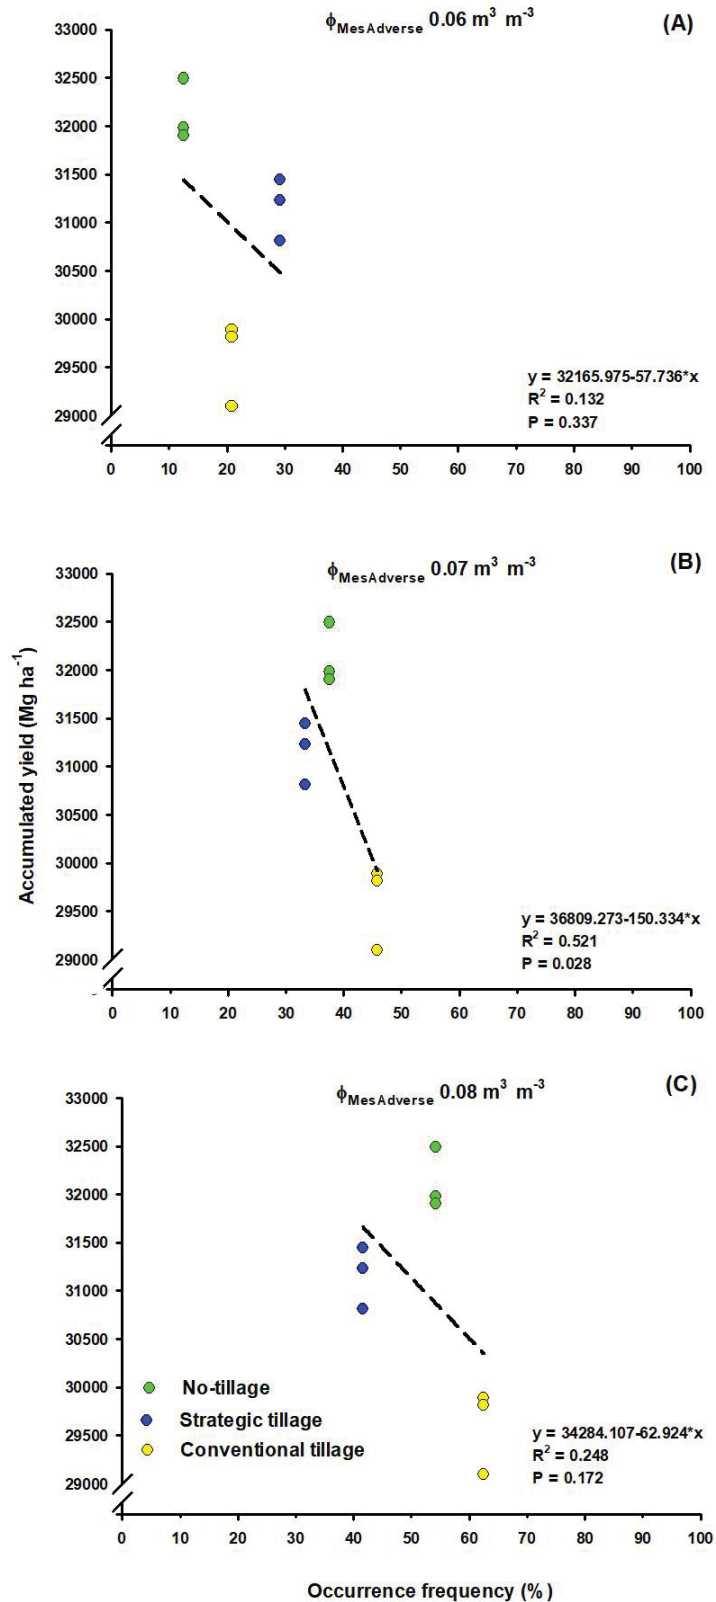 ϕMesAdverse 0.06 m³ m⁻³
(A)
33000
32500
32000
31500
31000
30500
30000
29500
29000
y = 32165.975-57.736*x
R² = 0.132
P = 0.337
0 10 20 30 40 50 60 70 80 90 100
ϕMesAdverse 0.07 m³ m⁻³
(B)
33000
32500
32000
31500
31000
30500
30000
29500
29000
Accumulated yield (Mg ha⁻¹)
y = 36809.273-150.334*x
R² = 0.521
P = 0.028
0 10 20 30 40 50 60 70 80 90 100
ϕMesAdverse 0.08 m³ m⁻³
(C)
33000
32500
32000
31500
31000
30500
30000
29500
29000
No-tillage
Strategic tillage
Conventional tillage
y = 34284.107-62.924*x
R² = 0.248
P = 0.172
0 10 20 30 40 50 60 70 80 90 100
Occurrence frequency (%)